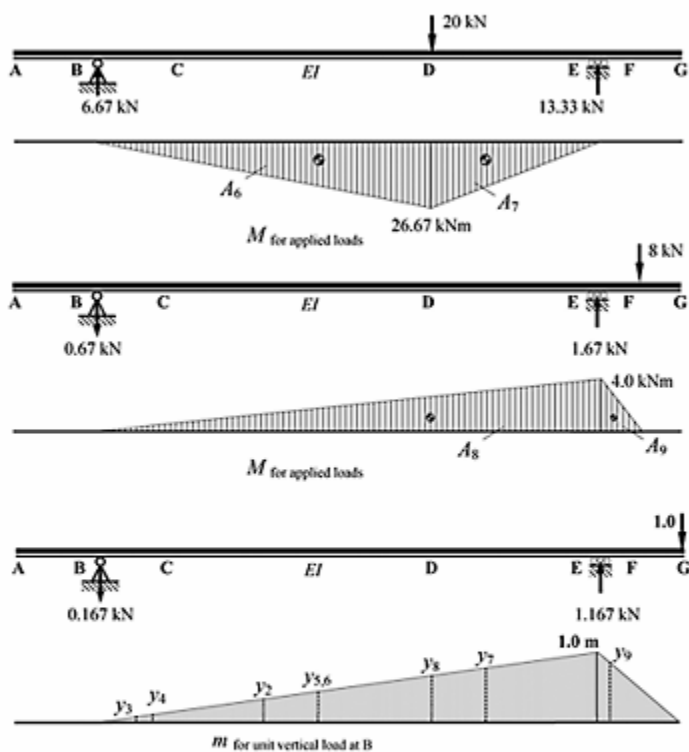 20 kN
A B C EI D E F G
6.67 kN 13.33 kN
A6 A7
26.67 kNm
M for applied loads
8 kN
A B C EI D E F G
0.67 kN 1.67 kN
4.0 kNm
A8 A9
M for applied loads
1.0
A B C EI D E F G
0.167 kN 1.167 kN
1.0 m
y3 y4 y2 y5,6 y8 y7 y9
m for unit vertical load at B